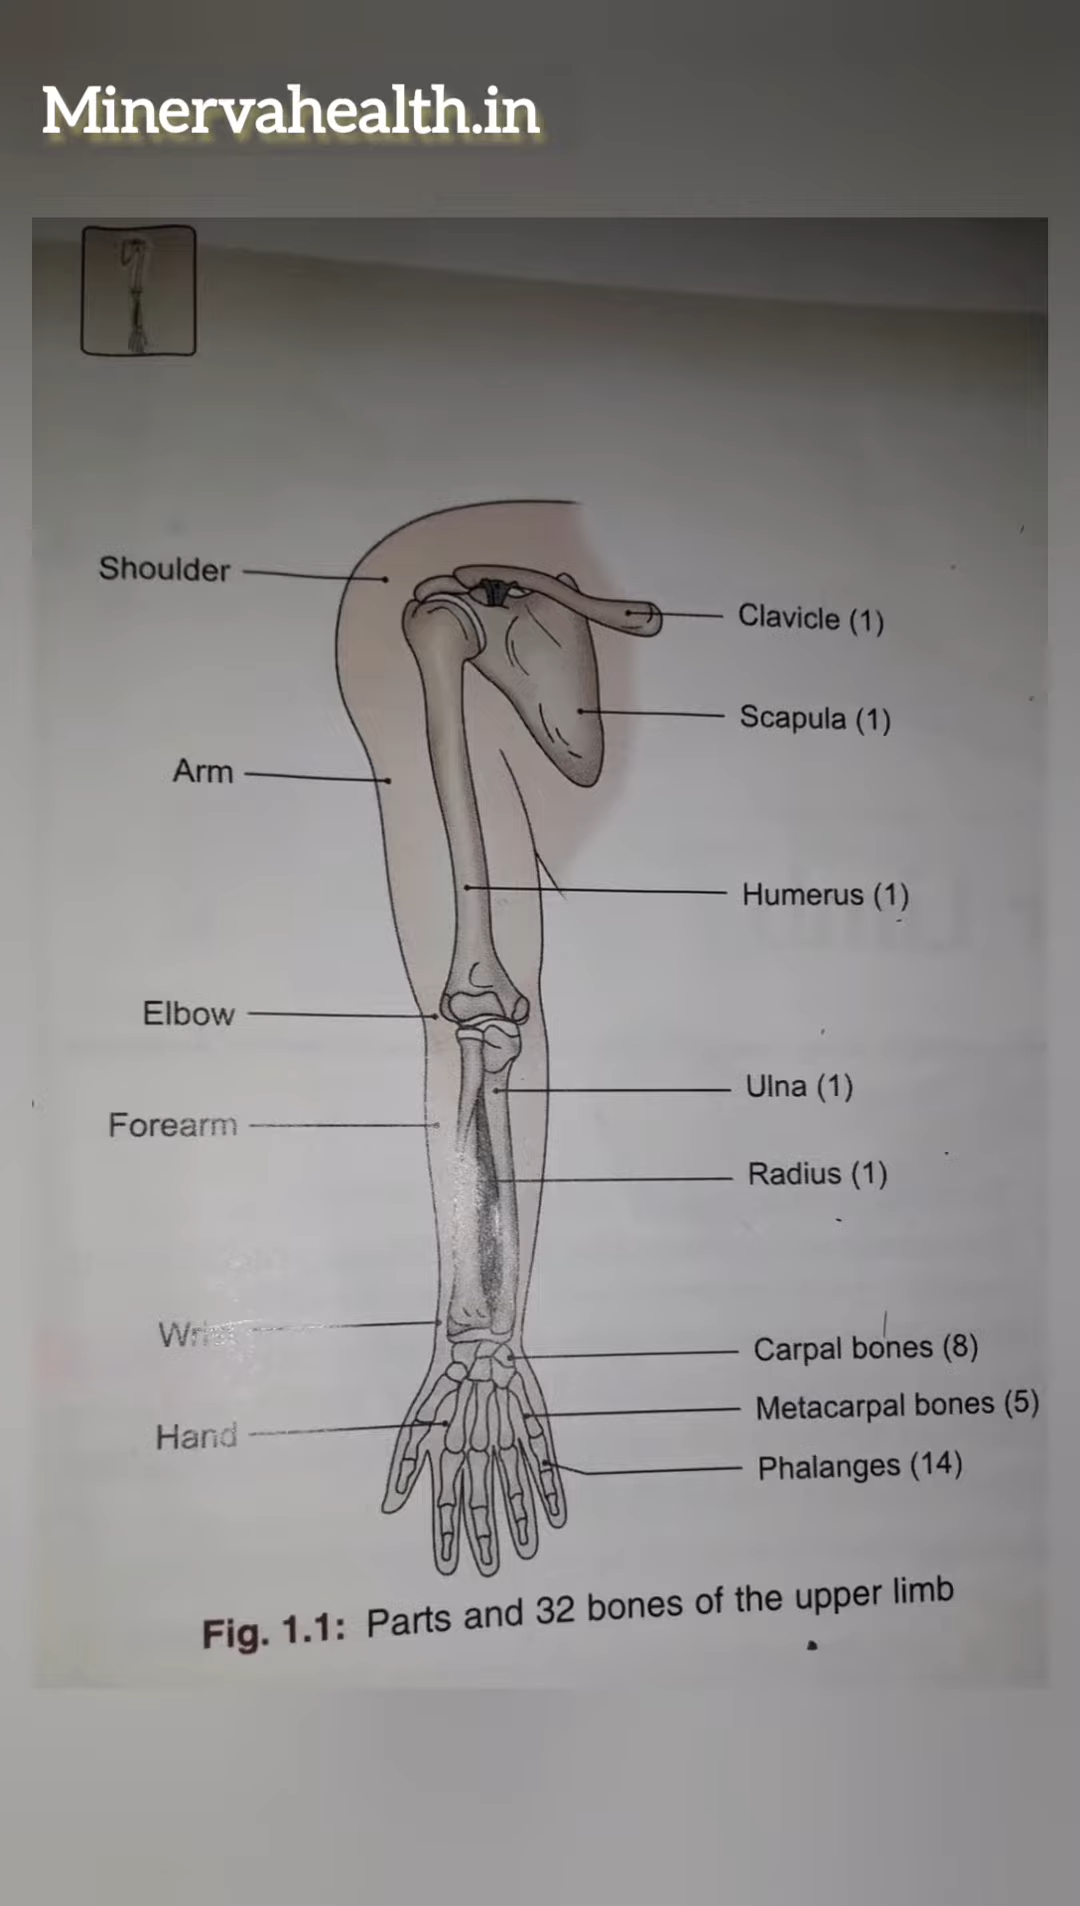 Minervahealth.in
Shoulder
Clavicle (1)
Scapula (1)
Arm
Humerus (1)
Elbow
Ulna (1)
Forearm
Radius (1)
Carpal bones (8)
Metacarpal bones (5)
Hand
Phalanges (14)
Fig. 1.1: Parts and 32 bones of the upper limb